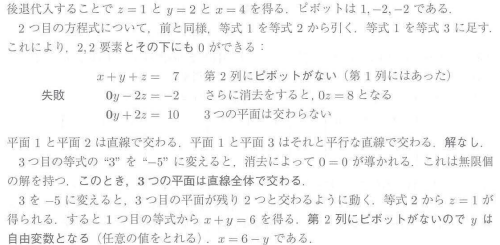 後退代入することで z = 1 と y = 2 と x = 4 を得る．ピボットは 1, −2, −2 である．
2 つ目の方程式について，前と同様，等式 1 を等式 2 から引く．等式 1 を等式 3 に足す．
これにより，2, 2 要素とその下にも 0 ができる：
x + y + z = 7 第 2 列にピボットがない（第 1 列にはあった）
失敗 0y − 2z = −2 さらに消去をすると, 0z = 8 となる
0y + 2z = 10 3 つの平面は交わらない
平面 1 と平面 2 は直線で交わる．平面 1 と平面 3 はそれと平行な直線で交わる．解なし．
3 つ目の等式の “3” を “−5” に変えると，消去によって 0 = 0 が導かれる．これは無限個
の解を持つ．このとき，3 つの平面は直線全体で交わる．
3 を −5 に変えると，3 つ目の平面が残り 2 つと交わるように動く．等式 2 から z = 1 が
得られる．すると 1 つ目の等式から x + y = 6 を得る．第 2 列にピボットがないので y は
自由変数となる（任意の値をとれる）．x = 6 − y である．